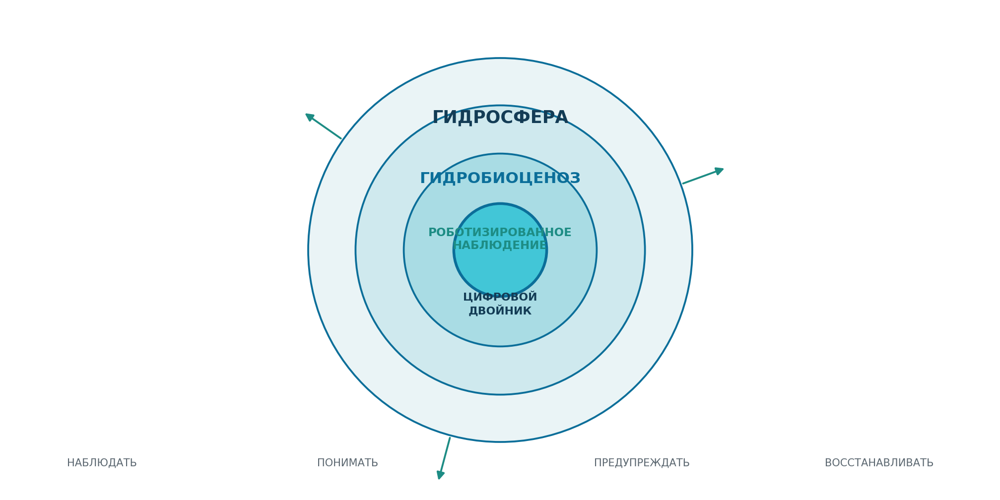 ГИДРОСФЕРА
ГИДРОБИОЦЕНОЗ
РОБОТИЗИРОВАННОЕ
НАБЛЮДЕНИЕ
ЦИФРОВОЙ
ДВОЙНИК
НАБЛЮДАТЬ
ПОНИМАТЬ
ПРЕДУПРЕЖДАТЬ
ВОССТАНАВЛИВАТЬ